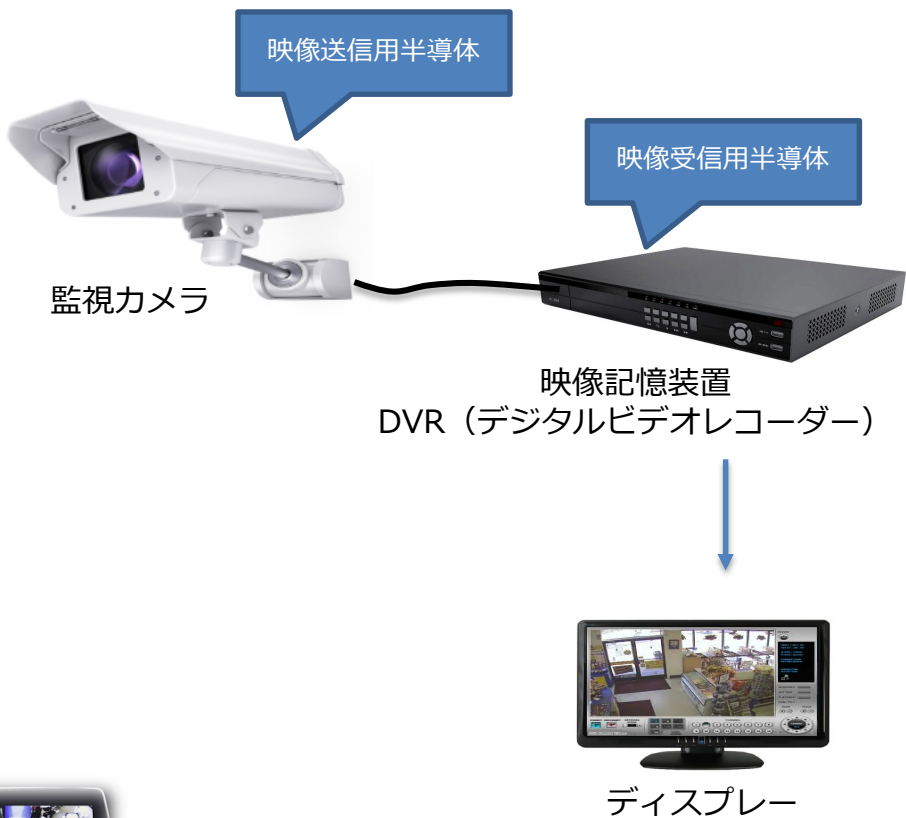 映像送信用半導体
映像受信用半導体
監視カメラ
映像記憶装置
DVR（デジタルビデオレコーダー）
ディスプレー